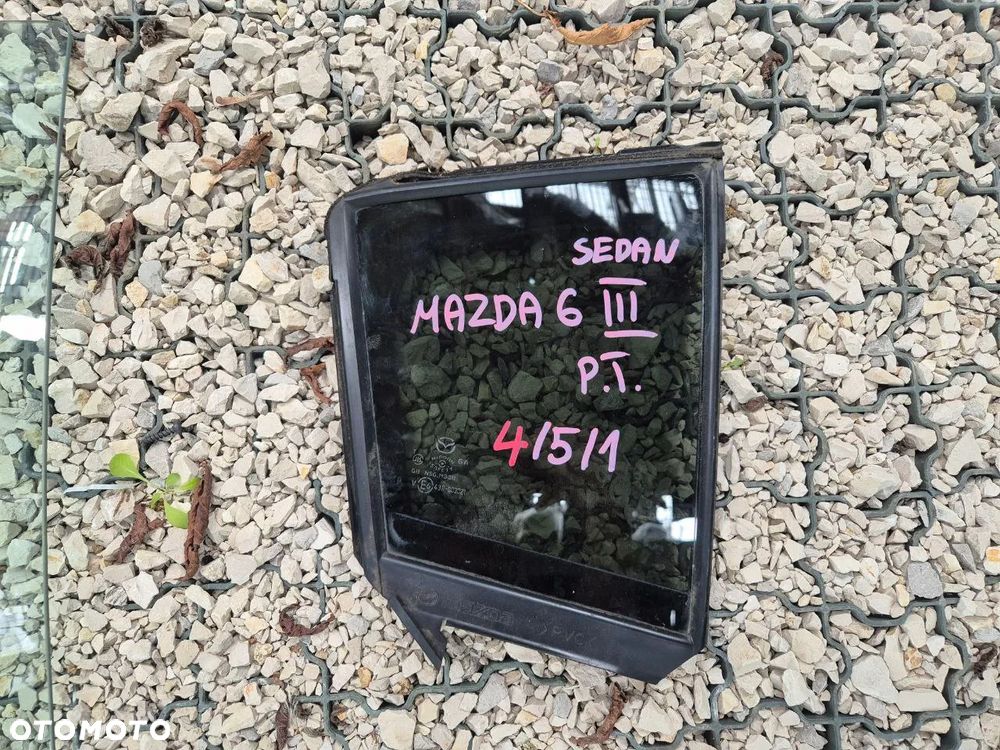 SEDAN
MAZDA 6 III
P.T.
4/5/1
OTOMOTO